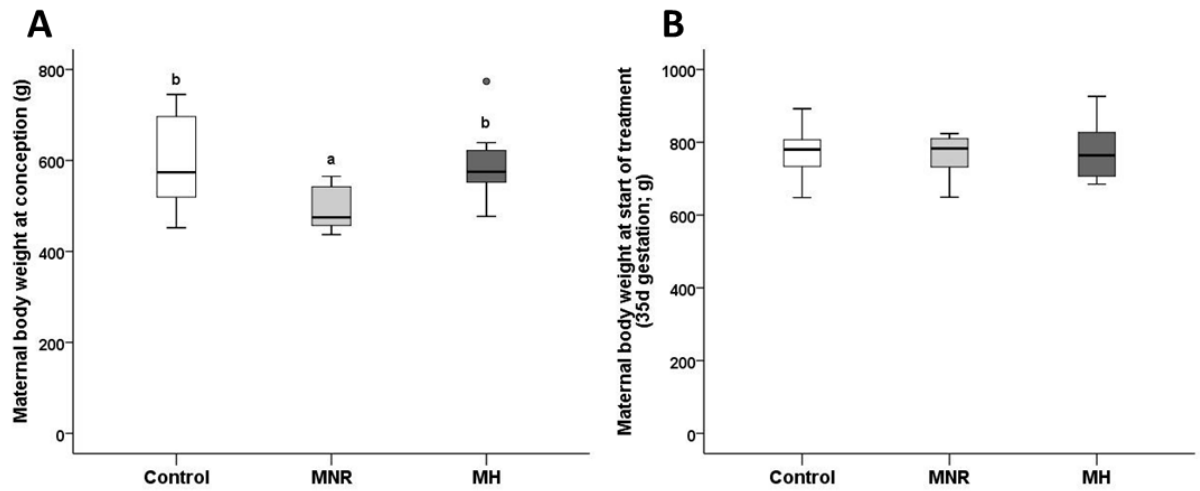 A
Maternal body weight at conception (g)
800
600
400
200
0
b
a
b
Control
MNR
MH
B
Maternal body weight at start of treatment
(35d gestation; g)
1000
800
600
400
200
0
Control
MNR
MH